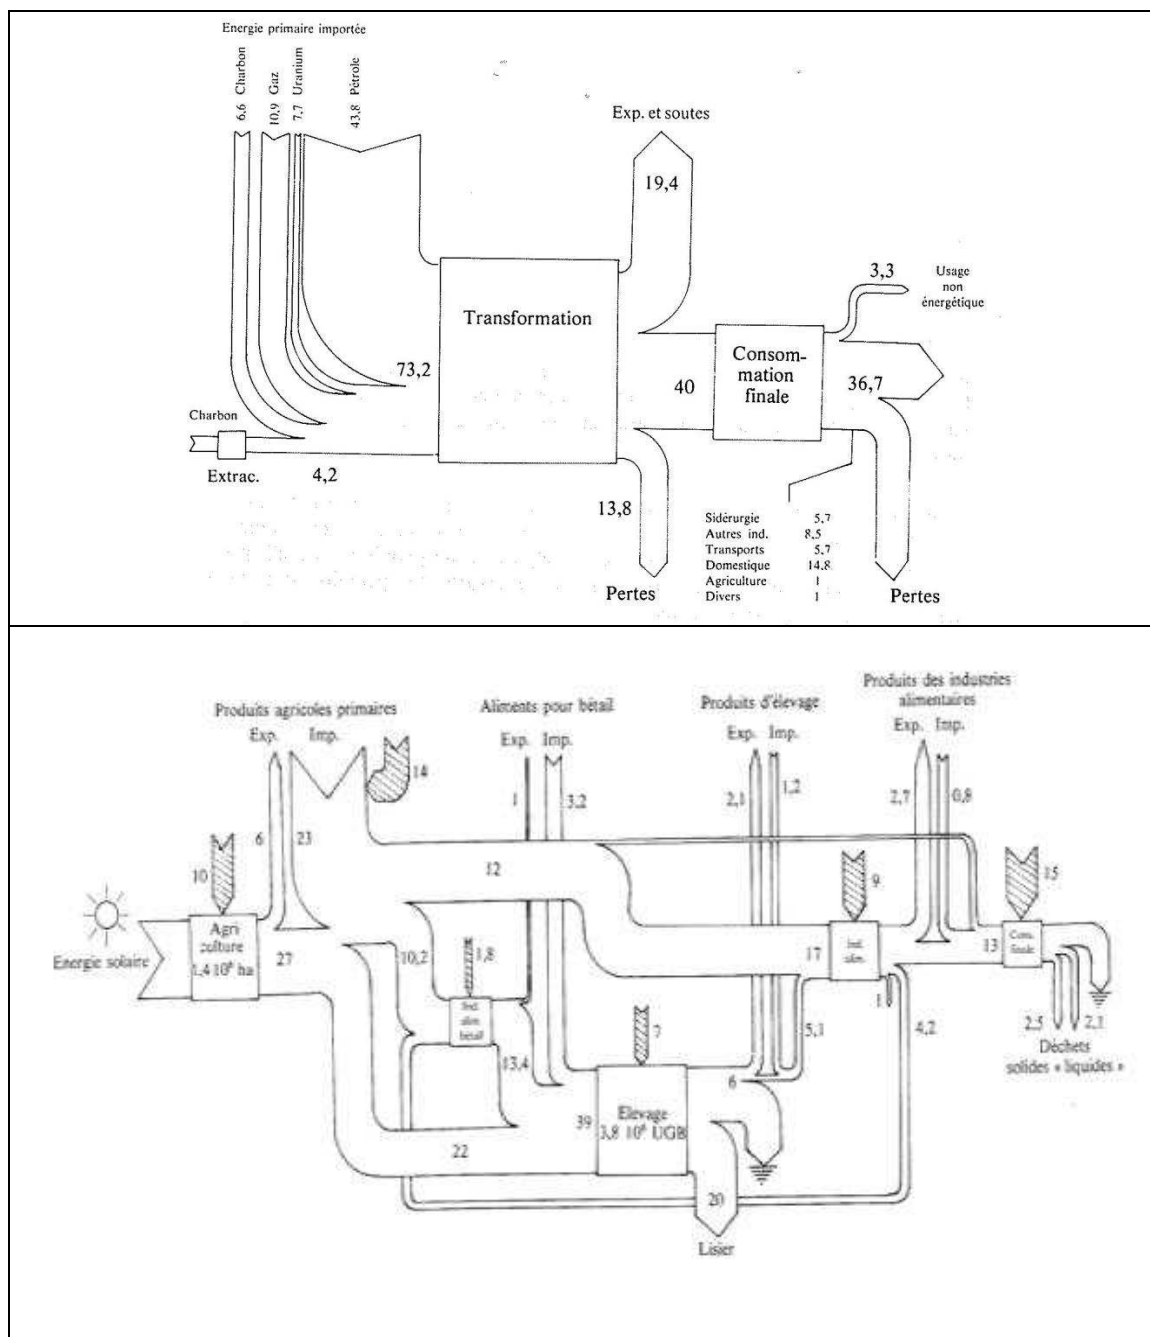 Energie primaire importée
6,6 Charbon
10,9 Gaz
7,7 Uranium
43,8 Pétrole
Exp. et soutes
19,4
3,3
Usage
non
énergétique
Transformation
Consom-
mation
finale
73,2
40
36,7
Charbon
Extrac.
4,2
13,8
Sidérurgie 5,7
Autres ind. 8,5
Transports 5,7
Domestique 14,8
Agriculture 1
Divers 1
Pertes
Pertes
Produits des industries
alimentaires
Produits agricoles primaires
Aliments pour bétail
Produits d'élevage
Exp. Imp.
Exp. Imp.
Exp. Imp.
Exp. Imp.
14
1
3,2
2,1
1,2
2,7
0,8
6
23
10
12
9
15
Energie solaire
Agri
culture
1,4 10⁶ ha
27
10,2
1,8
17
Ind.
alim.
13
Cons.
finale
Ind.
alim.
bétail
13,4
7
5,1
1
4,2
2,5
2,1
Déchets
solides « liquides »
6
39
Elevage
3,8 10⁶ UGB
22
20
Lisier